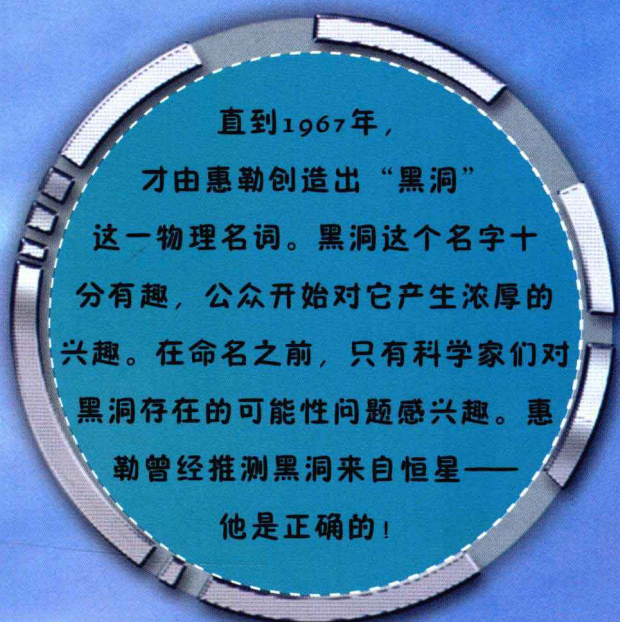 直到1967年，
才由惠勒创造出“黑洞”
这一物理名词。黑洞这个名字十
分有趣，公众开始对它产生浓厚的
兴趣。在命名之前，只有科学家们对
黑洞存在的可能性问题感兴趣。惠
勒曾经推测黑洞来自恒星——
他是正确的！